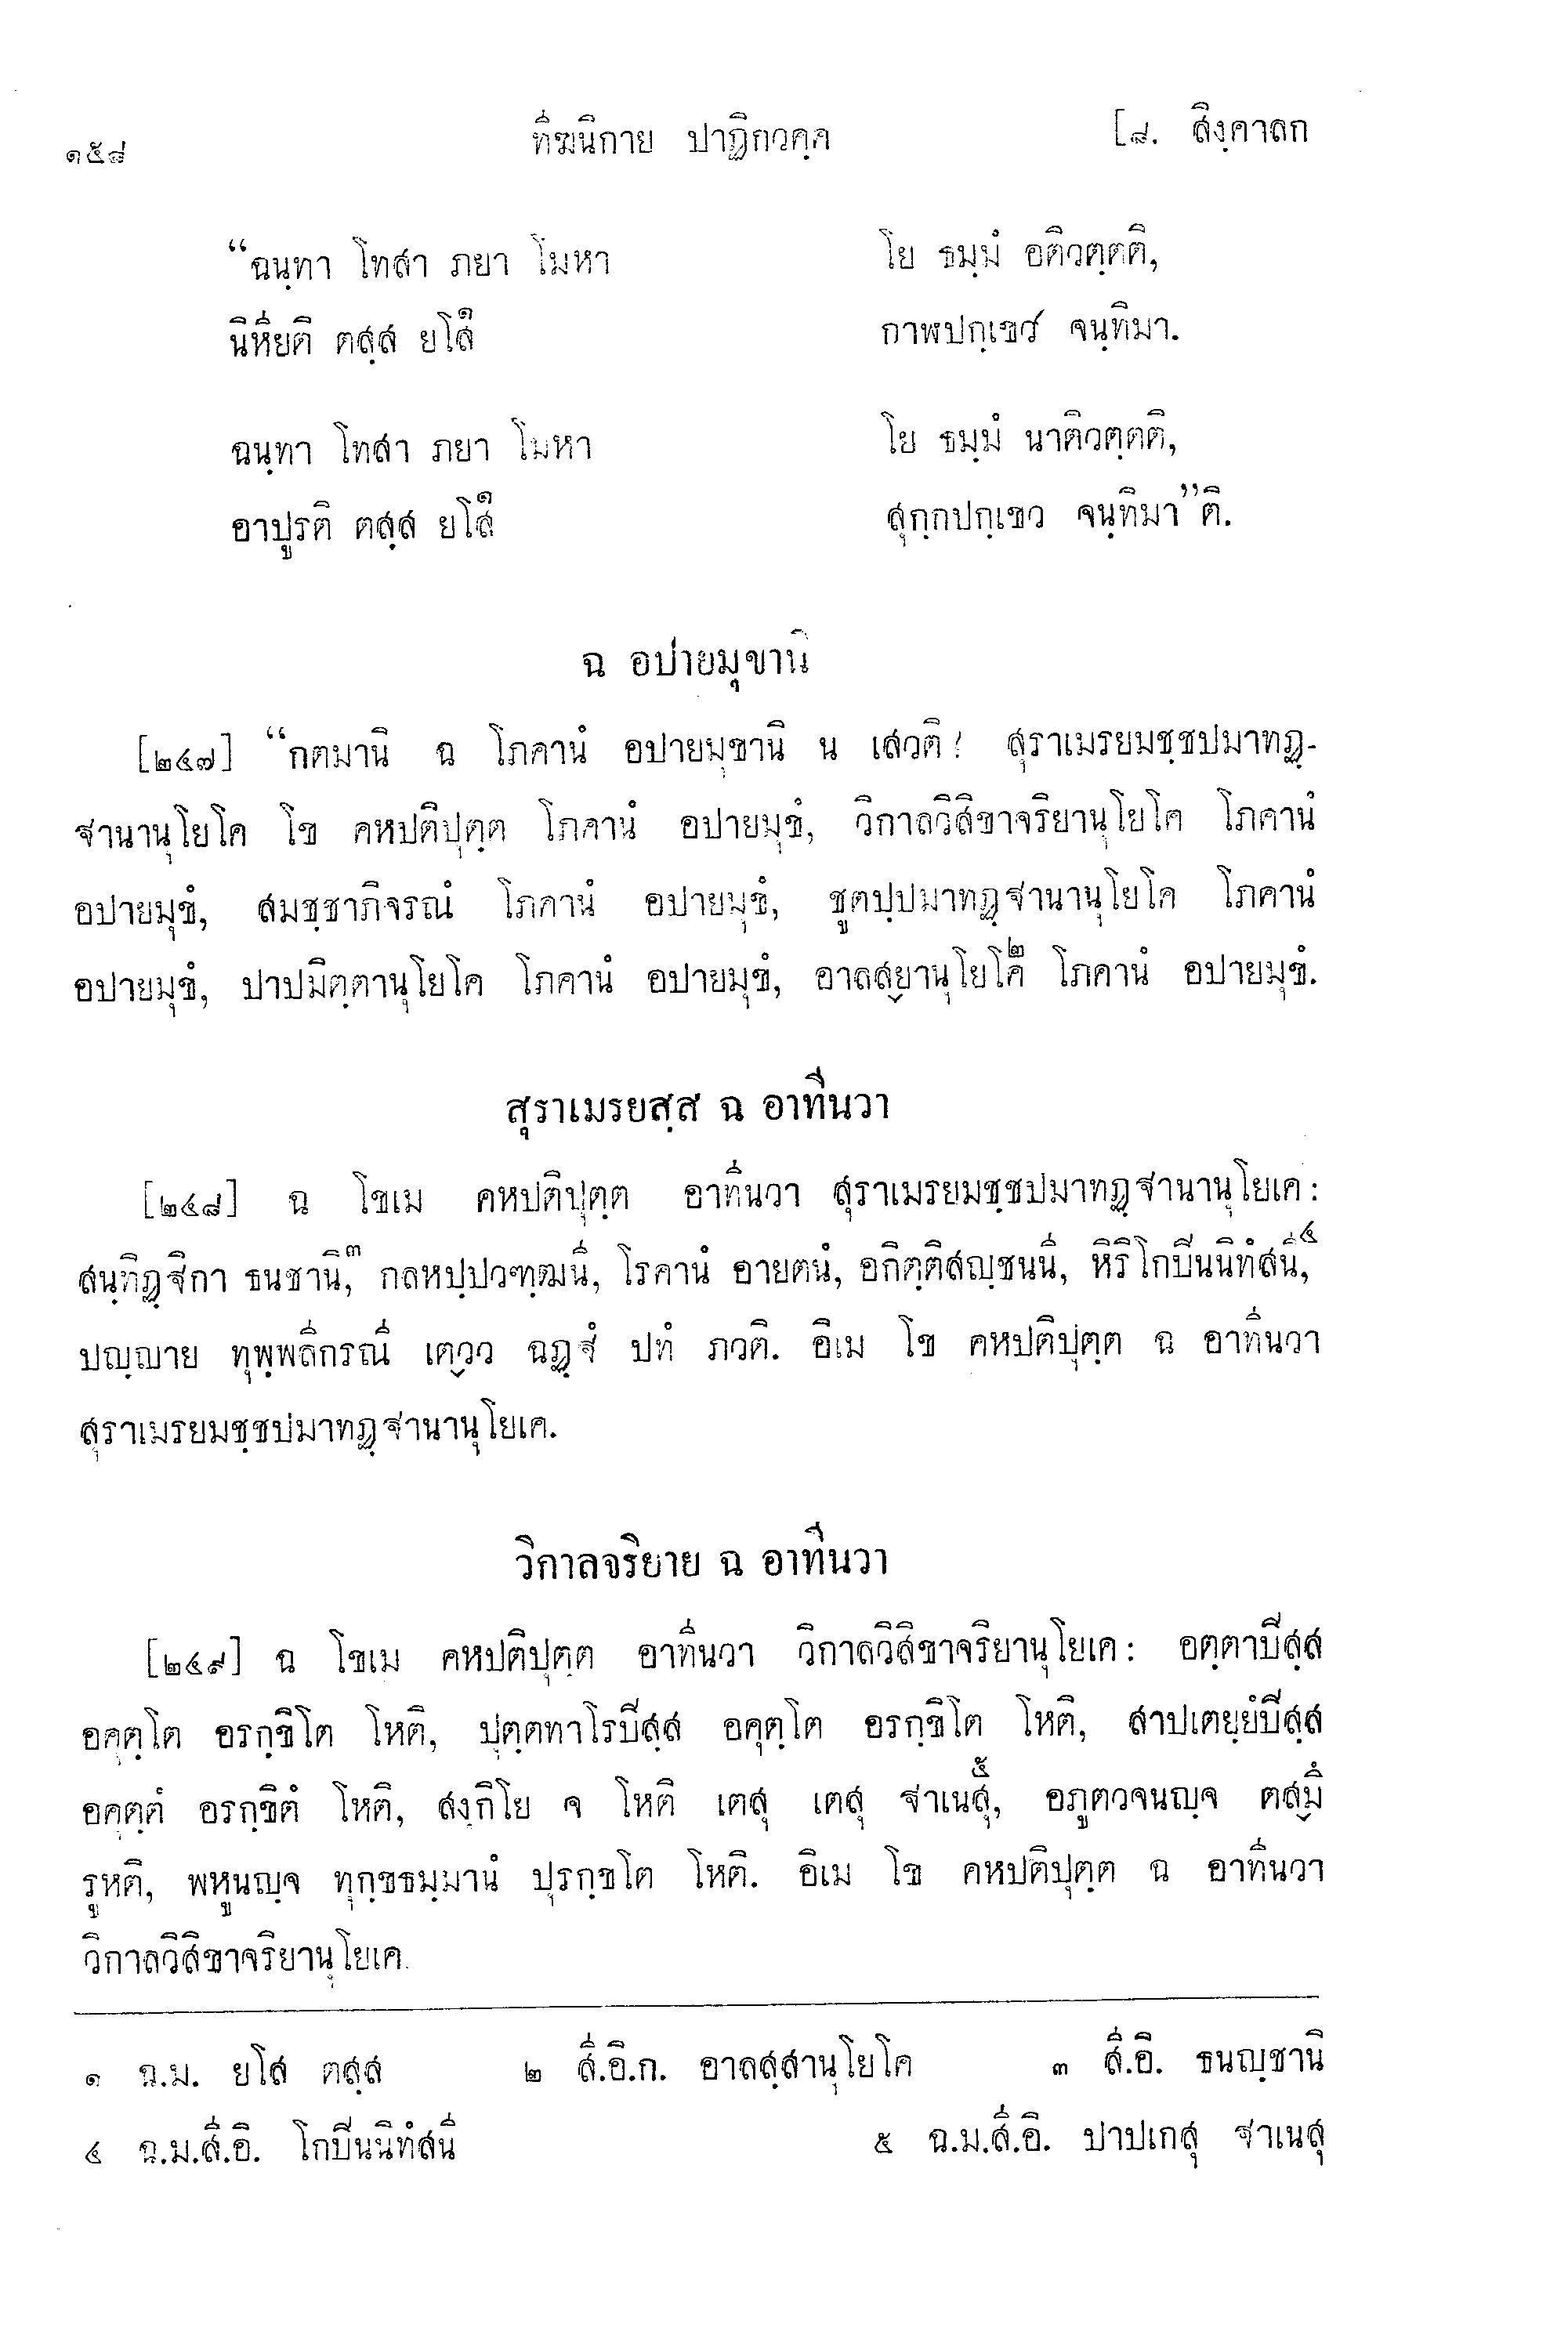 ๑๕๘ ทีฆนิกาย ปาฏิกวคฺค [๘. สิงฺคาลก
“ฉนฺทา โทสา ภยา โมหา โย ธมฺมํ อติวตฺตติ,
นิหียติ ตสฺส ยโส๑ กาฬปกฺเขว จนฺทิมา.
ฉนฺทา โทสา ภยา โมหา โย ธมฺมํ นาติวตฺตติ,
อาปูรติ ตสฺส ยโส๑ สุกฺกปกฺเขว จนฺทิมา”ติ.
ฉ อปายมุขานิ
[๒๔๗] “กตมานิ ฉ โภคานํ อปายมุขานิ น เสวติ? สุราเมรยมชฺชปมาทฏฺ-
ฐานานุโยโค โข คหปติปุตฺต โภคานํ อปายมุขํ, วิกาลวิสิขาจริยานุโยโค โภคานํ
อปายมุขํ, สมชฺชาภิจรณํ โภคานํ อปายมุขํ, ชูตปฺปมาทฏฺฐานานุโยโค โภคานํ
อปายมุขํ, ปาปมิตฺตานุโยโค โภคานํ อปายมุขํ, อาลสฺยานุโยโค๒ โภคานํ อปายมุขํ.
สุราเมรยสฺส ฉ อาทีนวา
[๒๔๘] ฉ โขเม คหปติปุตฺต อาทีนวา สุราเมรยมชฺชปมาทฏฺฐานานุโยเค:
สนฺทิฏฺฐิกา ธนชานิ,๓ กลหปฺปวฑฺฒนี, โรคานํ อายตนํ, อกิตฺติสญฺชนนี, หิริโกปีนนิทํสนี,๔
ปญฺญาย ทุพฺพลีกรณี เตฺวว ฉฏฺฐํ ปทํ ภวติ. อิเม โข คหปติปุตฺต ฉ อาทีนวา
สุราเมรยมชฺชปมาทฏฺฐานานุโยเค.
วิกาลจริยาย ฉ อาทีนวา
[๒๔๙] ฉ โขเม คหปติปุตฺต อาทีนวา วิกาลวิสิขาจริยานุโยเค: อตฺตาปีสฺส
อคุตฺโต อรกฺขิโต โหติ, ปุตฺตทาโรปีสฺส อคุตฺโต อรกฺขิโต โหติ, สาปเตยฺยํปีสฺส
อคุตฺตํ อรกฺขิตํ โหติ, สงฺกิโย จ โหติ เตสุ เตสุ ฐาเนสุ๕, อภูตวจนญฺจ ตสฺมึ
รูหติ, พหูนญฺจ ทุกฺขธมฺมานํ ปุรกฺขโต โหติ. อิเม โข คหปติปุตฺต ฉ อาทีนวา
วิกาลวิสิขาจริยานุโยเค.
๑ ฉ.ม. ยโส ตสฺส ๒ สี.อิ.ก. อาลสฺสานุโยโค ๓ สี.อิ. ธนญฺชานิ
๔ ฉ.ม.สี.อิ. โกปีนนิทํสนี ๕ ฉ.ม.สี.อิ. ปาปเกสุ ฐาเนสุ